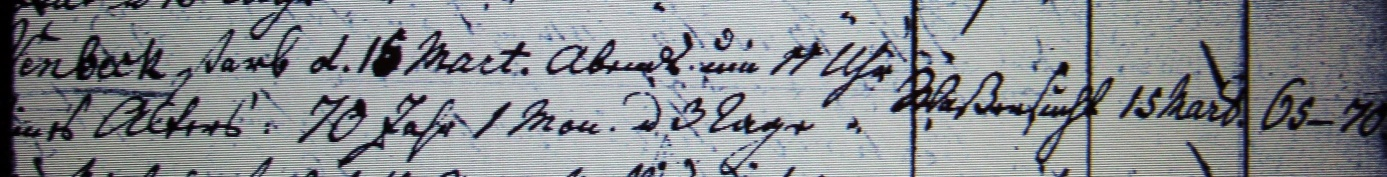 enbeck starb d. 15 Mart. Abends um 11 Uhr
Waßersucht 15 Mart. 65–70
ines Alters: 70 Jahr 1 Mon. u 3 Tage.